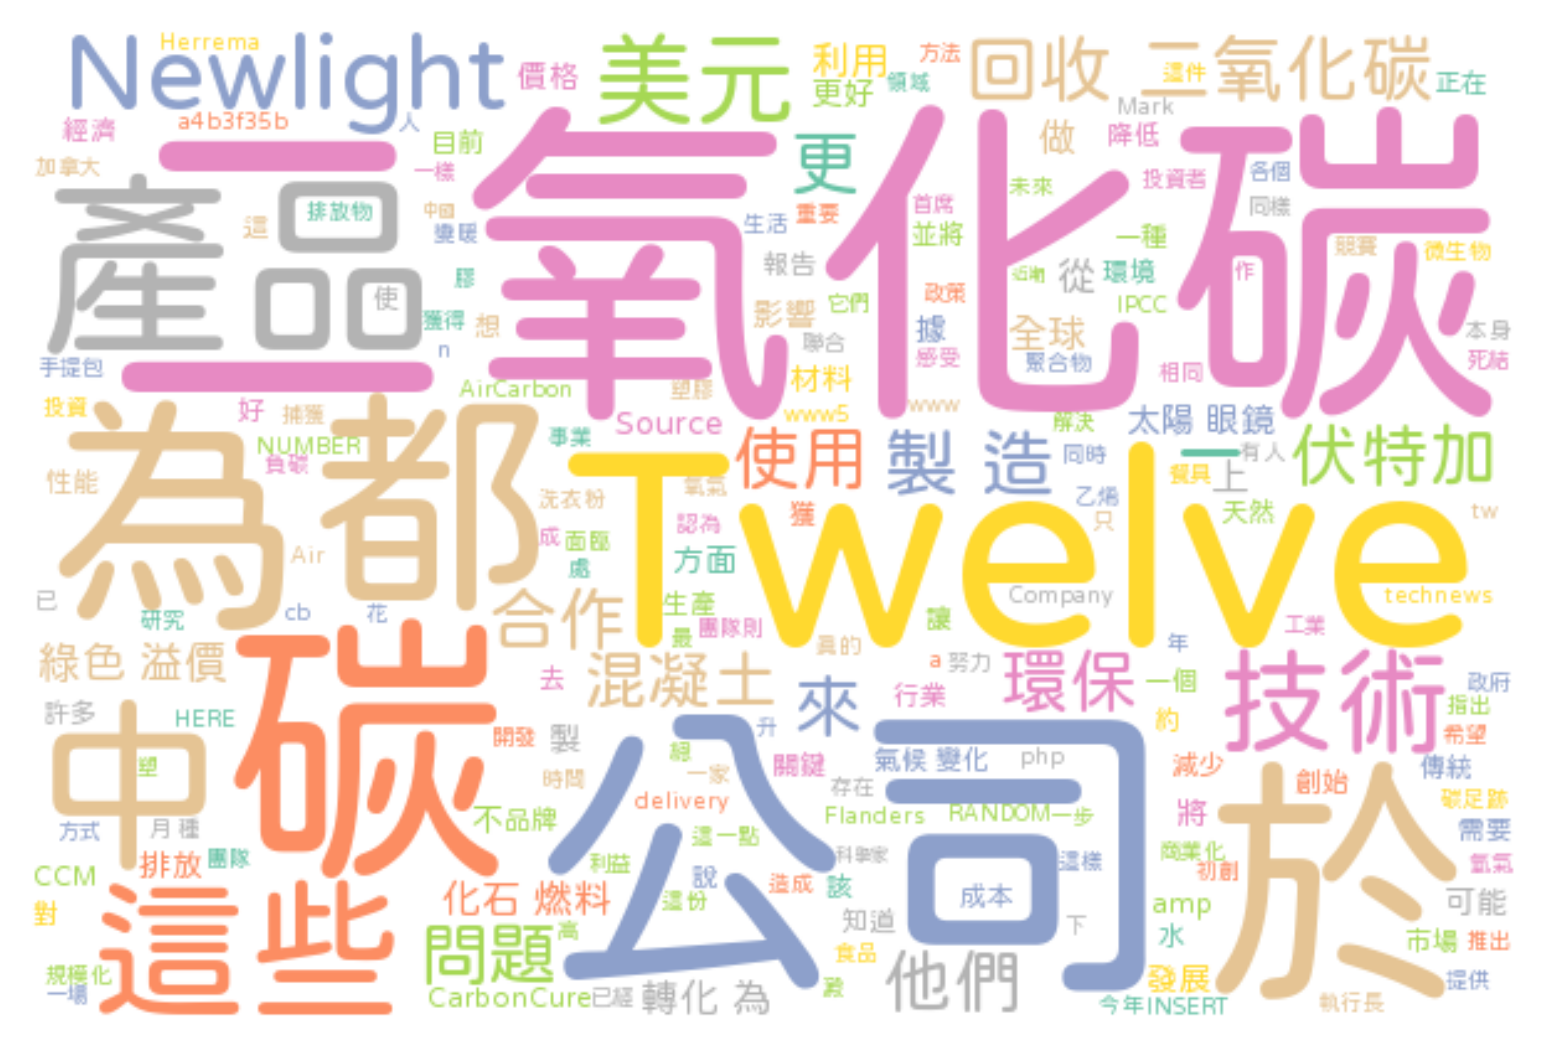 Newlight
Herrema
價格
美元
利用
更好
方法
領域
回收 二氧化碳
這件
正在
經濟
a4b3f35b
人
目前
更
Mark
做
降低
加拿大
一樣
二氧化碳
未來
投資者
各個
同樣
產品
排放物
這
中國
變暖
生活
重要
首席
並將
一種
競賽
微生物
膠
報告
從
環境
作
使
獲得
想
影響
它們
政策
IPCC
據
全球
本身
n
聯合
感受
聚合物
相同
死結
手提包
AirCarbon
塑膠
材料
投資
好
捕獲
Source
www5
www
解決
太陽 眼鏡
為
都
NUMBER
負碳
事業
使用
製 造
同時
有人
伏特加
性能
洗衣粉
氧氣
餐具
上
一
乙烯
只
天然
tw
獲
認為
成
面臨
處
方面
Twelve
Air
已
研究
cb
花
合作
生產
Company
technews
最
團隊則
讓
真的
年
工業
綠色 溢價
去
混凝土
來
a
努力
行業
環保
一個
技術
政府
指出
許多
HERE
碳
開發
製
升
約
希望
中
塑
時間
一家
關鍵
氣候 變化
php
減少
創始
傳統
方式
月 種
不品牌
delivery
存在
Flanders
RANDOM一步
將
碳足跡
需要
排放
團隊
公司
這一點
科學家
這樣
商業化
初創
氫氣
CCM
對
化石 燃料
利益
說
這份
造成
該
成本
amp
於
可能
這些
問題
高
知道
下
水
市場
推出
規模化
一場
食品
他們
發展
提供
CarbonCure
已經
轉化 為
今年INSERT
執行長